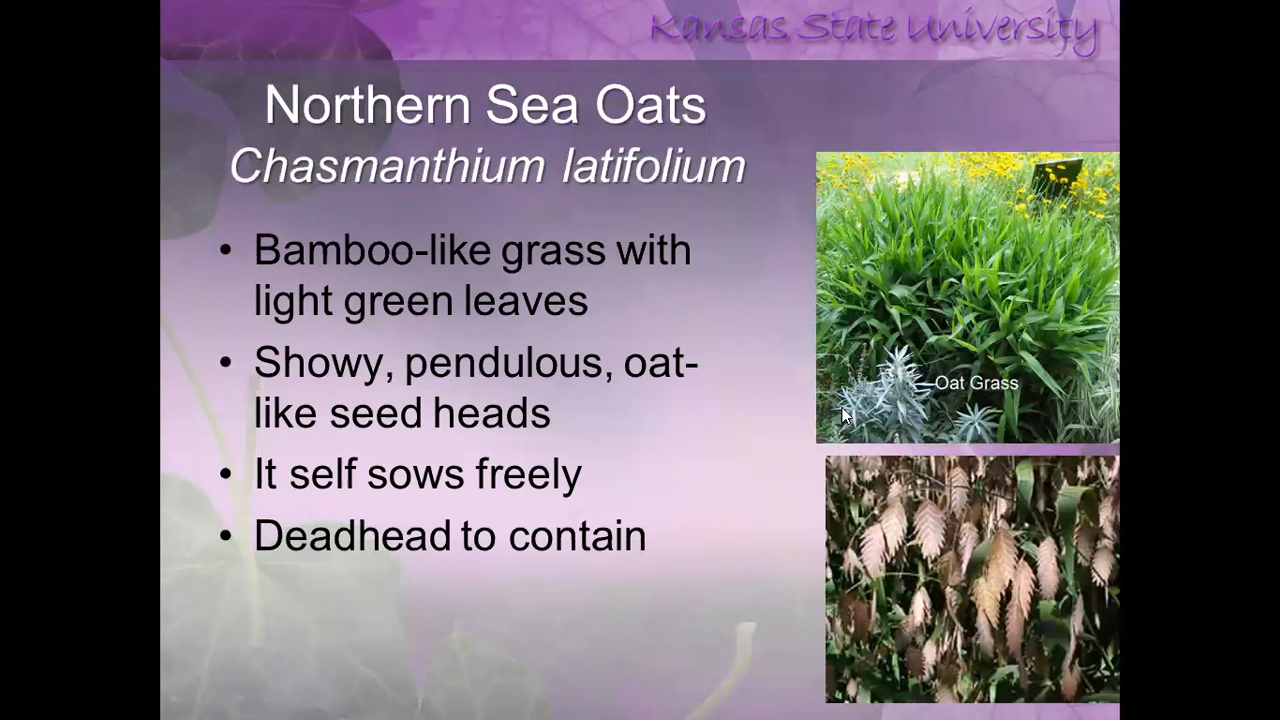 Kansas State University
Northern Sea Oats
Chasmanthium latifolium
• Bamboo-like grass with
light green leaves
• Showy, pendulous, oat-
like seed heads
• It self sows freely
• Deadhead to contain
Oat Grass